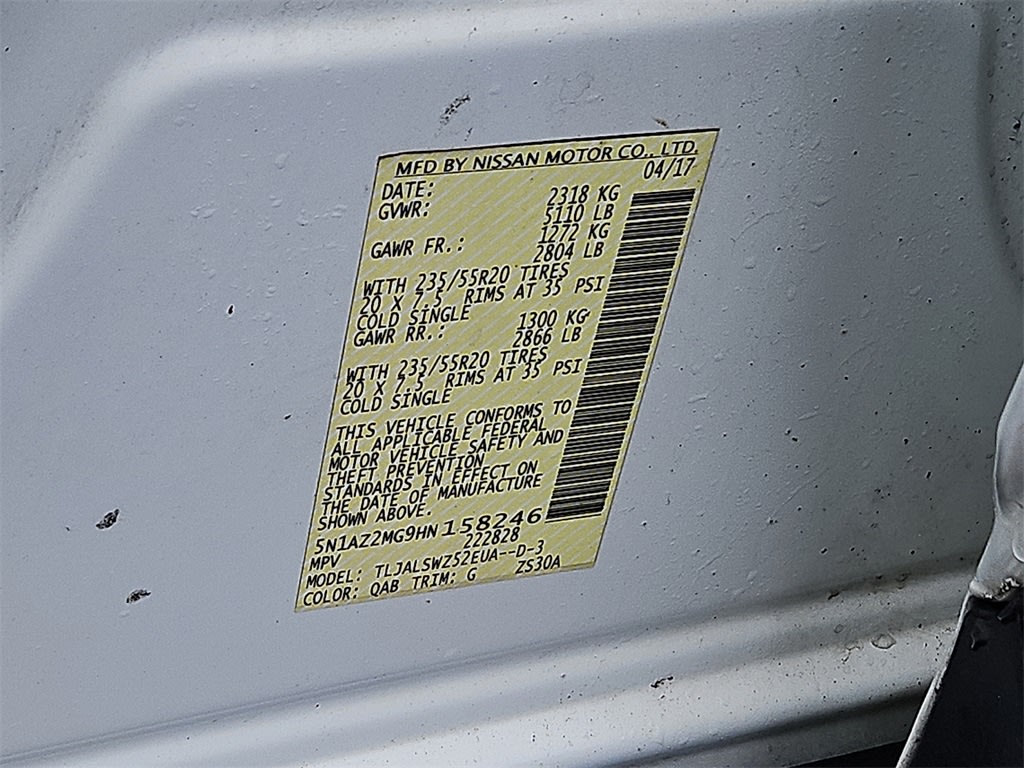 MFD BY NISSAN MOTOR CO., LTD.
DATE: 04/17
GVWR: 2318 KG
5110 LB
GAWR FR.: 1272 KG
2804 LB
WITH 235/55R20 TIRES
20 X 7.5 RIMS AT 35 PSI
COLD SINGLE
GAWR RR.: 1300 KG
2866 LB
WITH 235/55R20 TIRES
20 X 7.5 RIMS AT 35 PSI
COLD SINGLE
THIS VEHICLE CONFORMS TO
ALL APPLICABLE FEDERAL
MOTOR VEHICLE SAFETY AND
THEFT PREVENTION
STANDARDS IN EFFECT ON
THE DATE OF MANUFACTURE
SHOWN ABOVE.
5N1AZ2MG9HN158246
MPV 222828
MODEL: TLJALSWZ52EUA--D-3
COLOR: QAB TRIM: G ZS30A